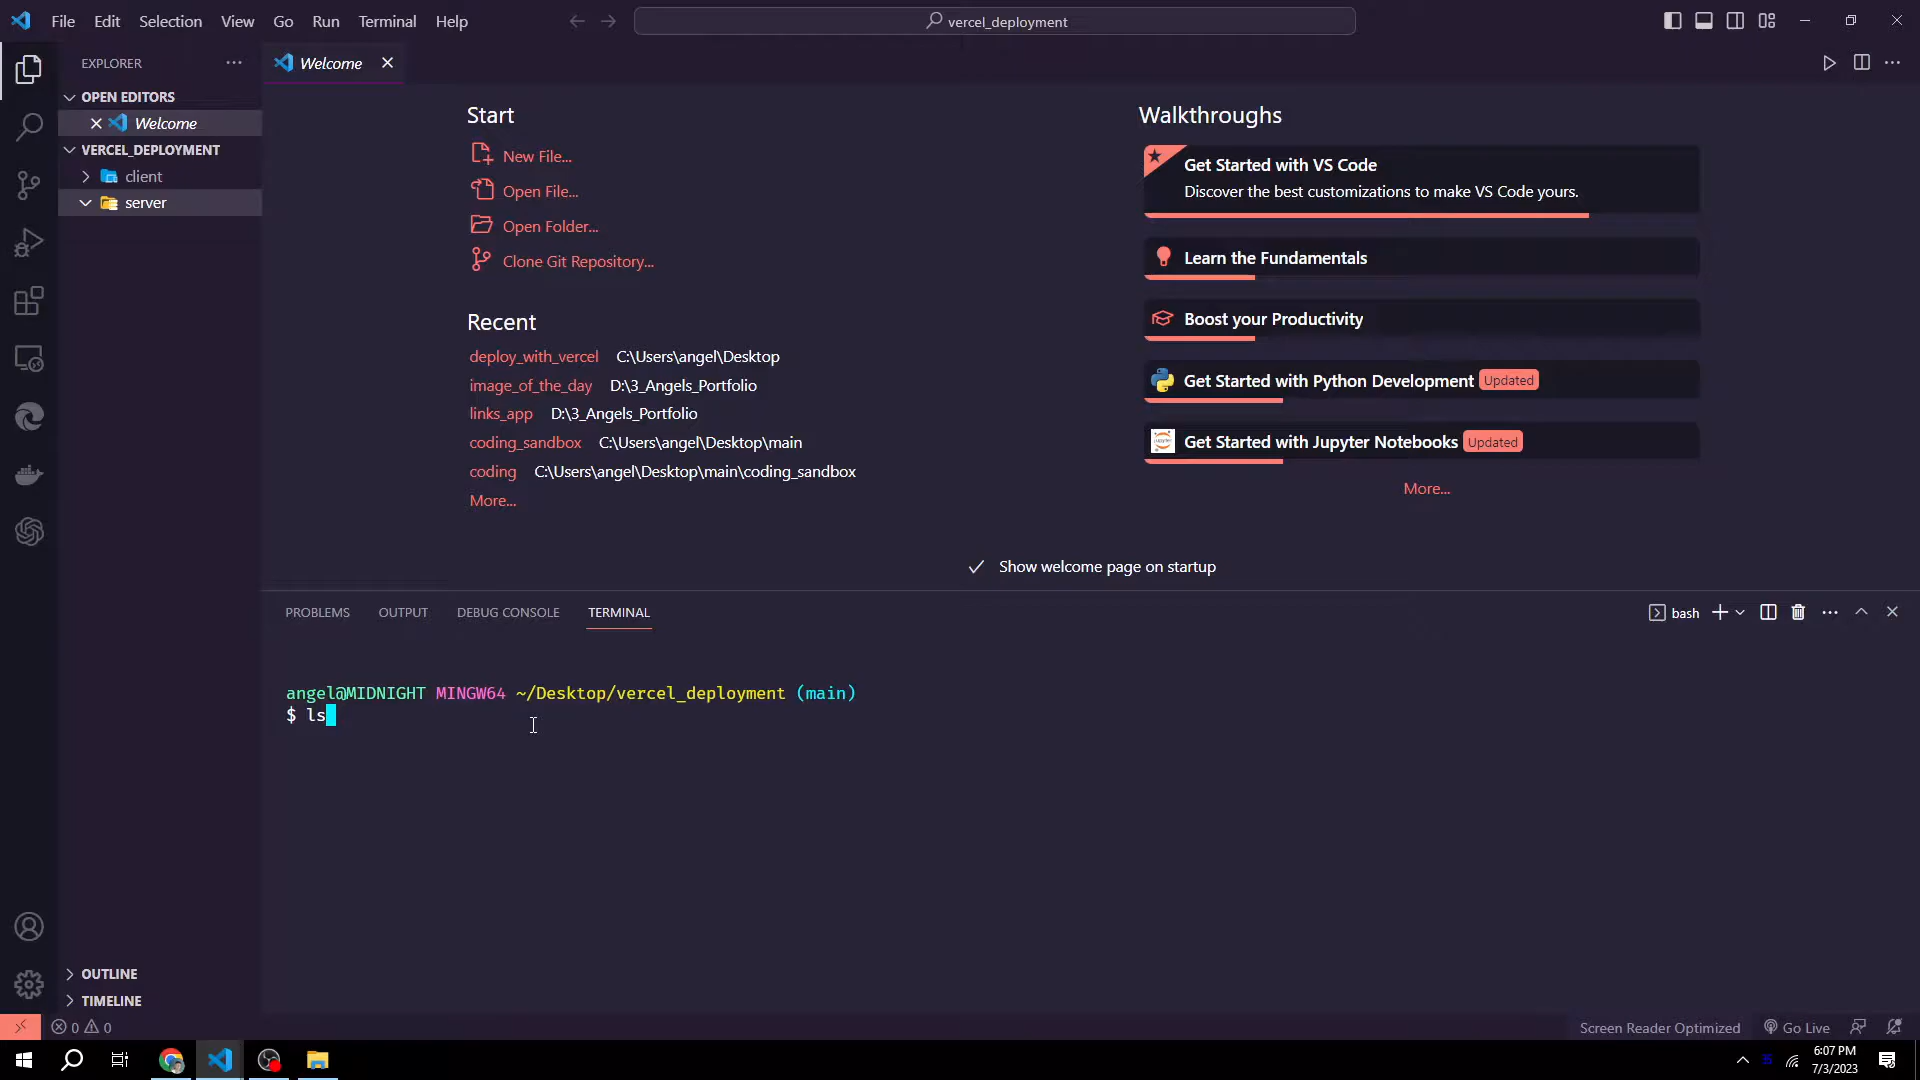 File Edit Selection View Go Run Terminal Help
vercel_deployment
EXPLORER
Welcome
OPEN EDITORS
Welcome
VERCEL_DEPLOYMENT
client
server
Start
New File...
Open File...
Open Folder...
Clone Git Repository...
Recent
deploy_with_vercel C:\Users\angel\Desktop
image_of_the_day D:\3_Angels_Portfolio
links_app D:\3_Angels_Portfolio
coding_sandbox C:\Users\angel\Desktop\main
coding C:\Users\angel\Desktop\main\coding_sandbox
More...
Walkthroughs
Get Started with VS Code
Discover the best customizations to make VS Code yours.
Learn the Fundamentals
Boost your Productivity
Get Started with Python Development Updated
Get Started with Jupyter Notebooks Updated
More...
Show welcome page on startup
PROBLEMS OUTPUT DEBUG CONSOLE TERMINAL
bash
angel@MIDNIGHT MINGW64 ~/Desktop/vercel_deployment (main)
$ ls
OUTLINE
TIMELINE
0 0
Screen Reader Optimized Go Live
6:07 PM
7/3/2023